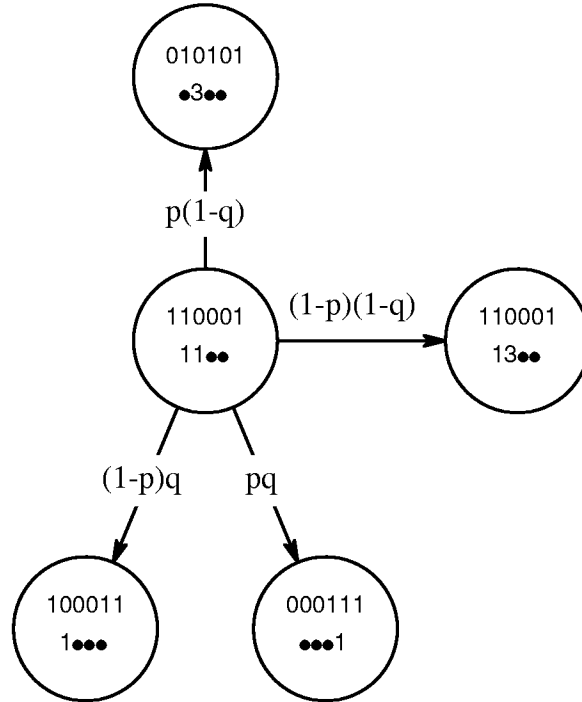 010101
●3●●
p(1-q)
110001
11●●
(1-p)(1-q)
110001
13●●
(1-p)q
pq
100011
1●●●
000111
●●●1